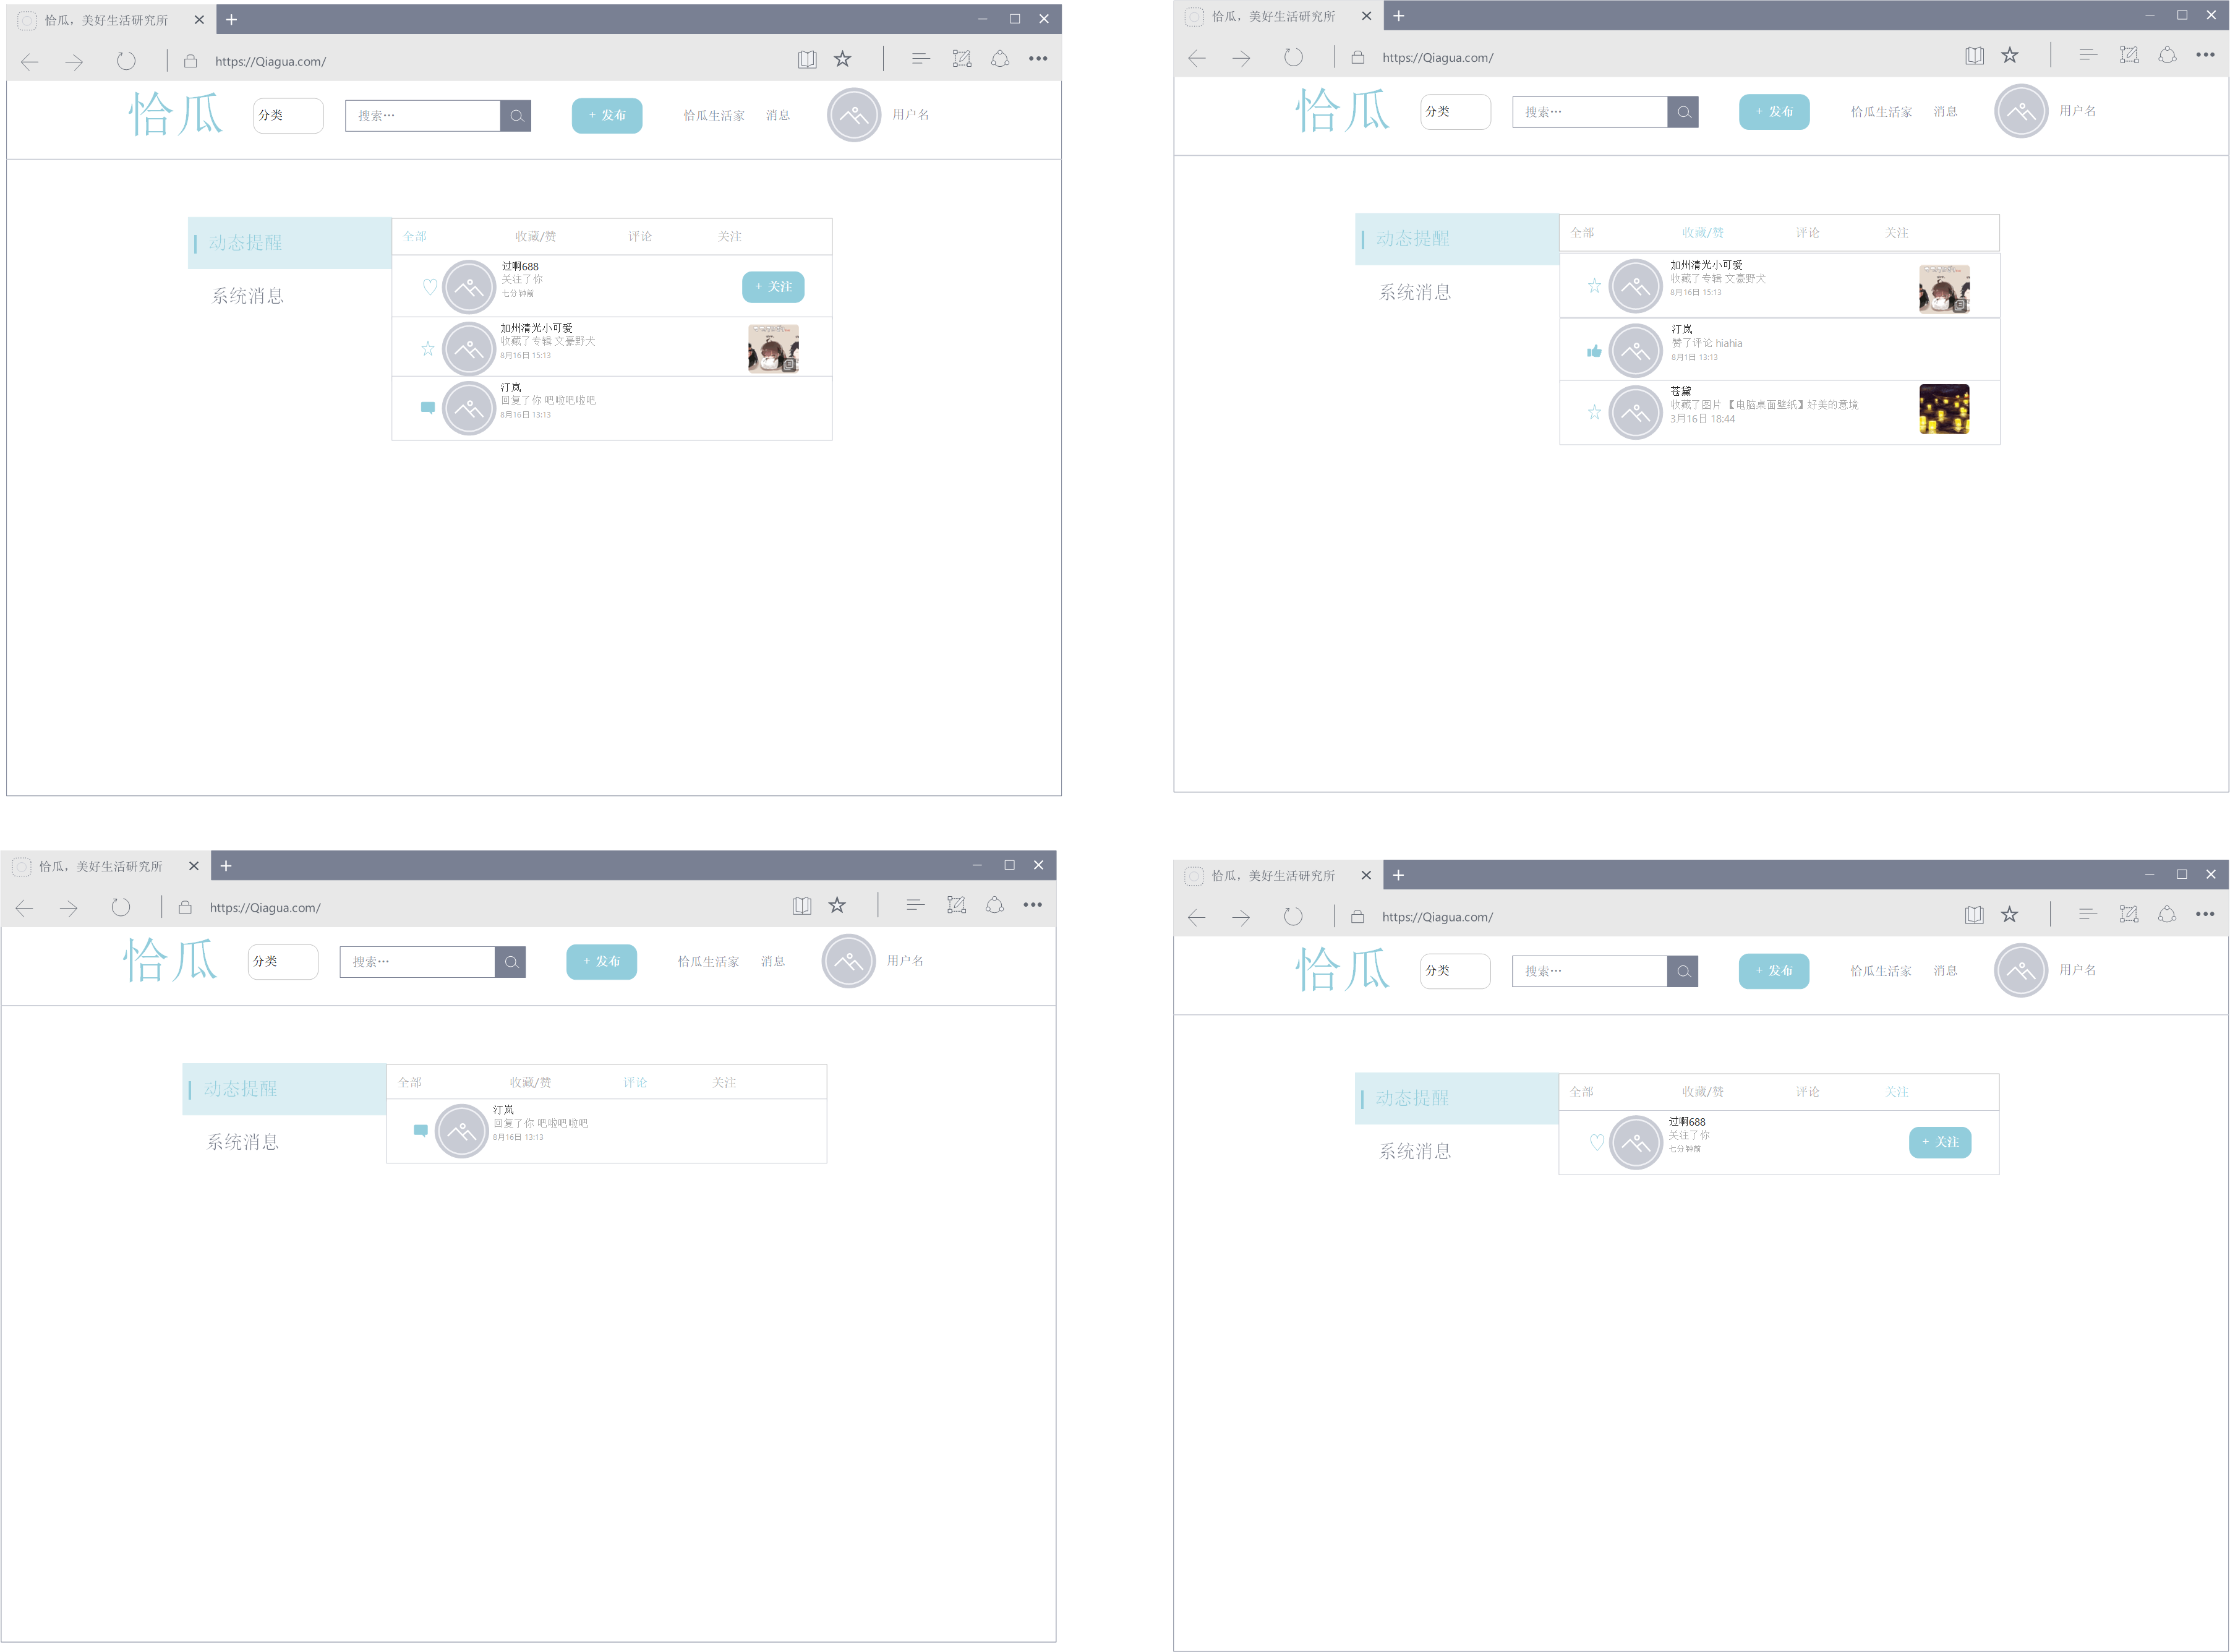 恰瓜，美好生活研究所
https://Qiagua.com/
恰瓜 分类 搜索… + 发布 恰瓜生活家 消息 用户名
动态提醒
系统消息
全部 收藏/赞 评论 关注
过啊688
关注了你
七分钟前
+ 关注
加州清光小可爱
收藏了专辑 文豪野犬
8月16日 15:13
汀岚
回复了你 吧啦吧啦吧
8月16日 13:13
恰瓜，美好生活研究所
https://Qiagua.com/
恰瓜 分类 搜索… + 发布 恰瓜生活家 消息 用户名
动态提醒
系统消息
全部 收藏/赞 评论 关注
加州清光小可爱
收藏了专辑 文豪野犬
8月16日 15:13
汀岚
赞了评论 hiahia
8月1日 13:13
苍黛
收藏了图片 【电脑桌面壁纸】好美的意境
3月16日 18:44
恰瓜，美好生活研究所
https://Qiagua.com/
恰瓜 分类 搜索… + 发布 恰瓜生活家 消息 用户名
动态提醒
系统消息
全部 收藏/赞 评论 关注
汀岚
回复了你 吧啦吧啦吧
8月16日 13:13
恰瓜，美好生活研究所
https://Qiagua.com/
恰瓜 分类 搜索… + 发布 恰瓜生活家 消息 用户名
动态提醒
系统消息
全部 收藏/赞 评论 关注
过啊688
关注了你
七分钟前
+ 关注